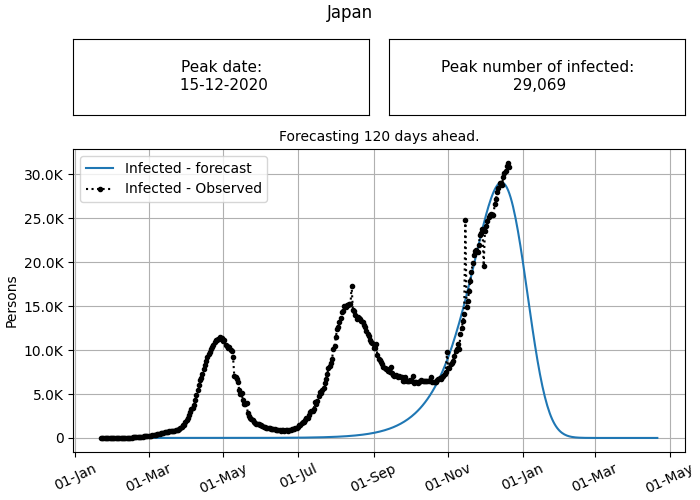 Japan
Peak date:
15-12-2020
Peak number of infected:
29,069
Forecasting 120 days ahead.
Infected - forecast
Infected - Observed
Persons
30.0K
25.0K
20.0K
15.0K
10.0K
5.0K
0
01-Jan
01-Mar
01-May
01-Jul
01-Sep
01-Nov
01-Jan
01-Mar
01-May